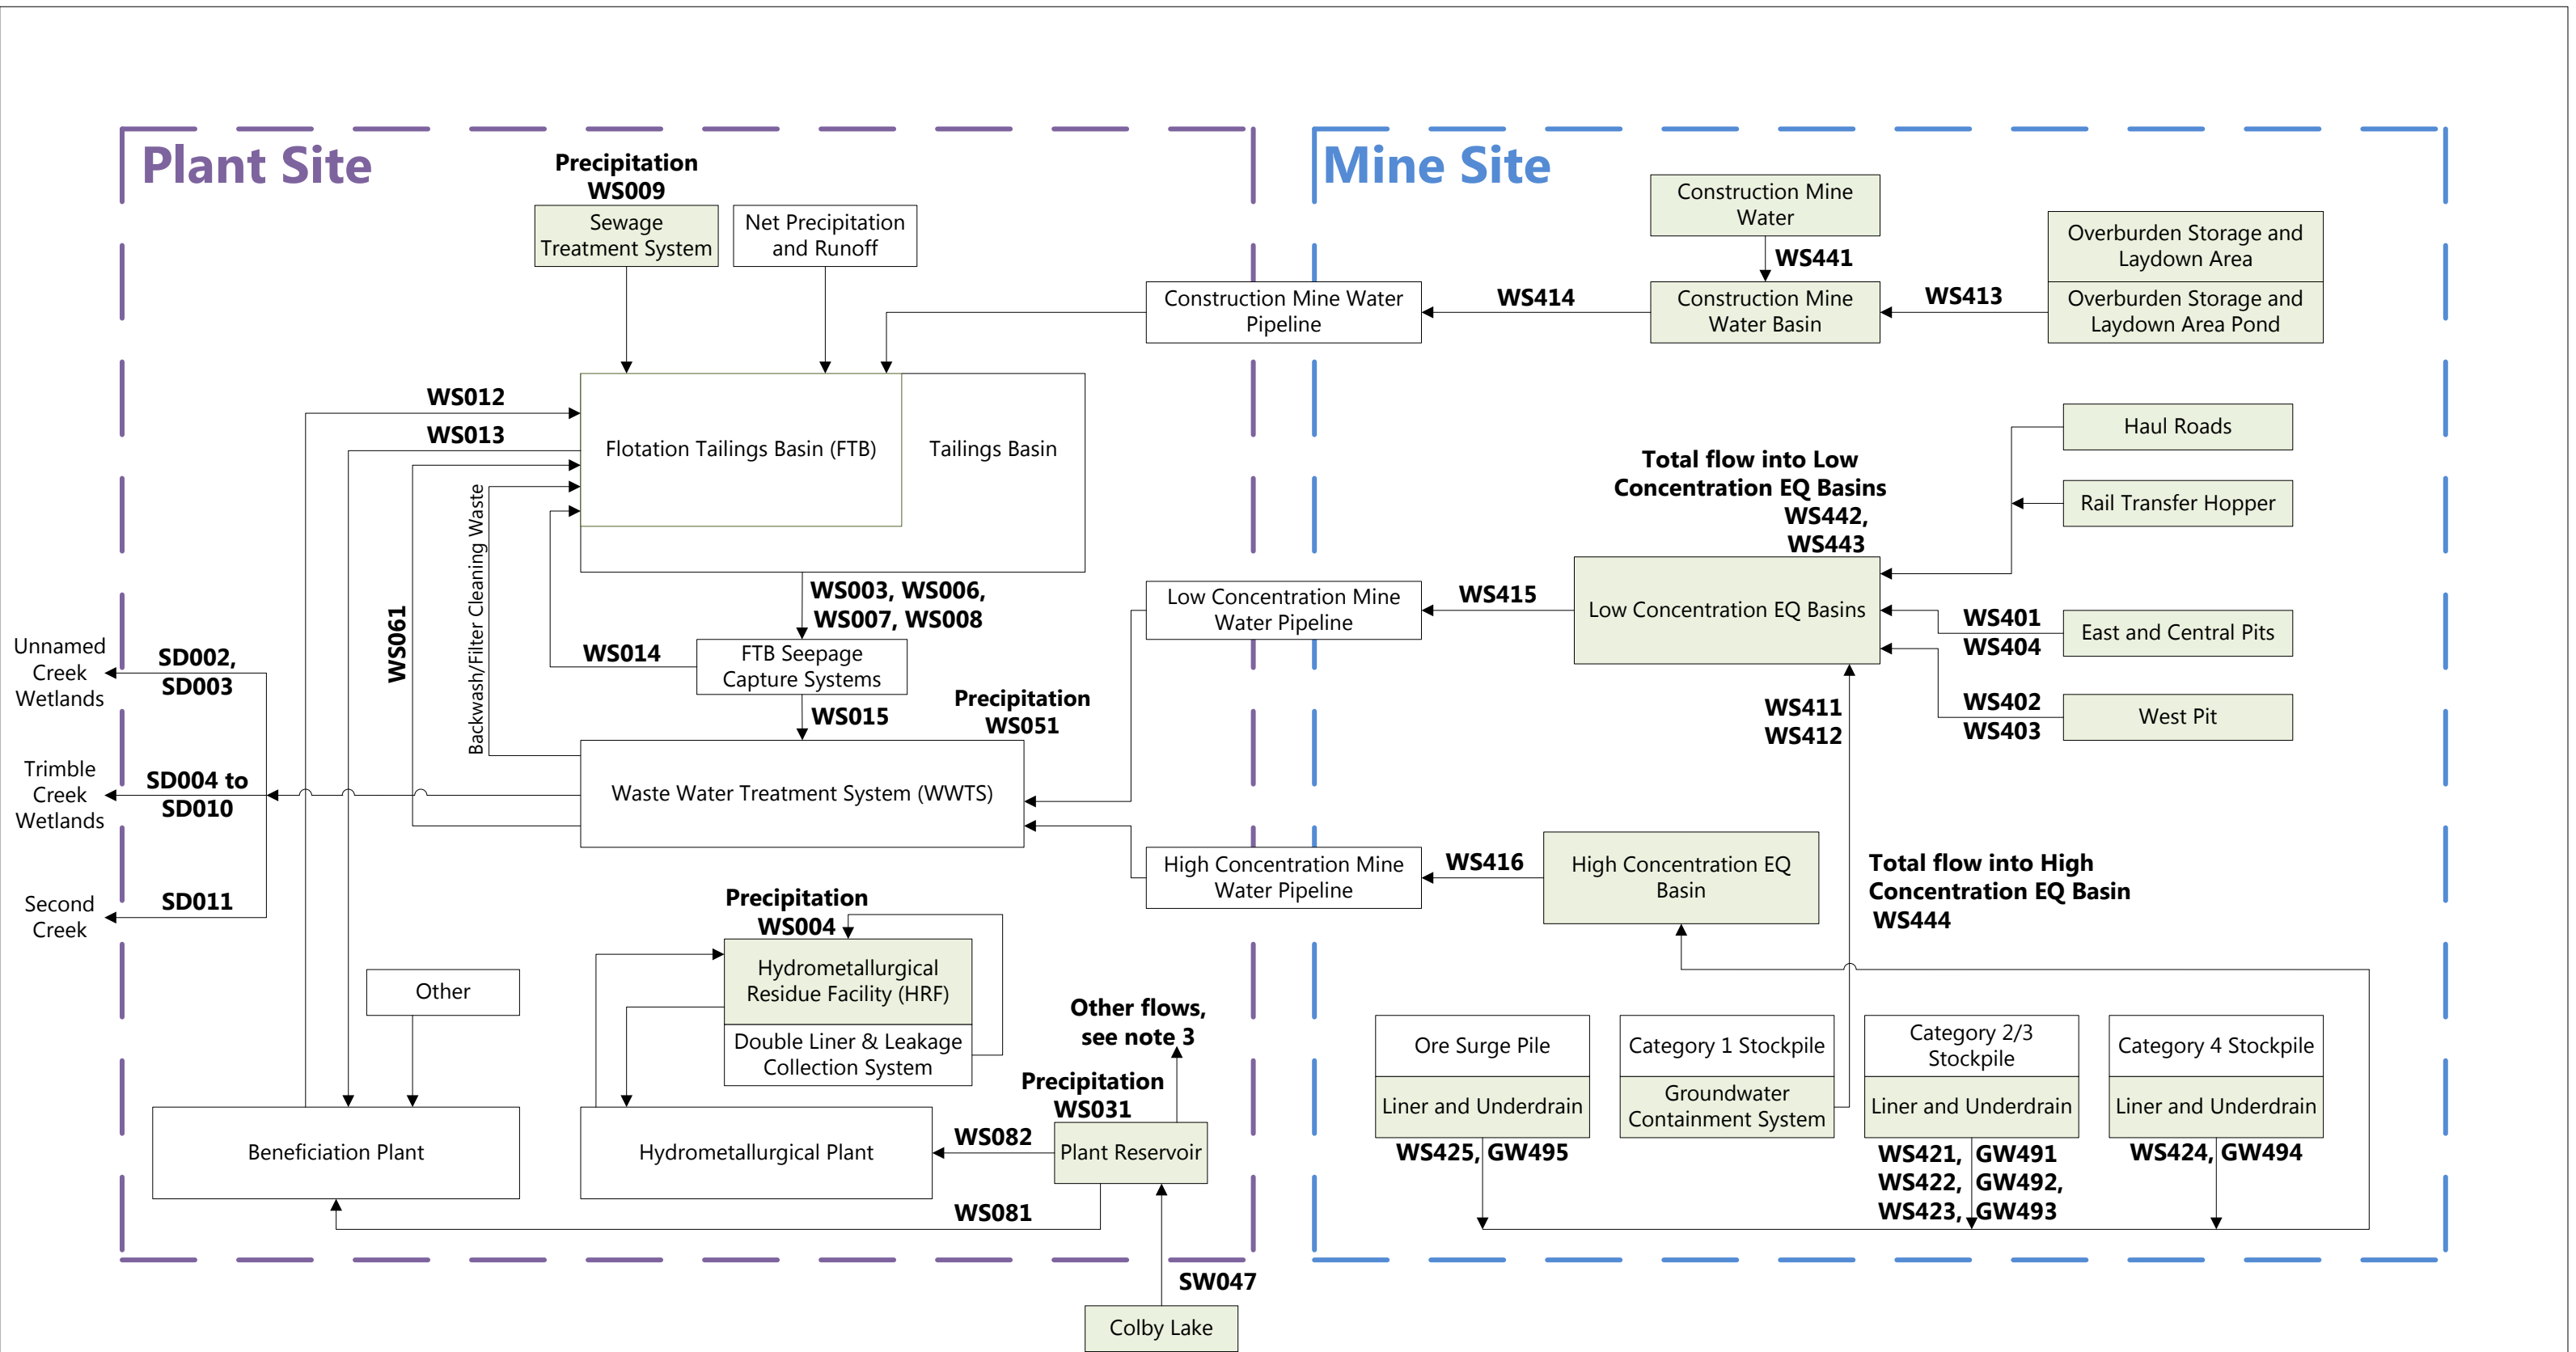 Plant Site
Mine Site
Precipitation
WS009
Sewage
Treatment System
Net Precipitation
and Runoff
Construction Mine
Water
WS441
Overburden Storage and
Laydown Area
Overburden Storage and
Laydown Area Pond
WS413
Construction Mine
Water Basin
WS414
Construction Mine Water
Pipeline
WS012
WS013
Flotation Tailings Basin (FTB)
Tailings Basin
Haul Roads
Rail Transfer Hopper
Total flow into Low
Concentration EQ Basins
WS442,
WS443
Backwash/Filter Cleaning Waste
WS061
WS003, WS006,
WS007, WS008
WS014
FTB Seepage
Capture Systems
WS015
Low Concentration Mine
Water Pipeline
WS415
Low Concentration EQ Basins
WS401
WS404
East and Central Pits
WS402
WS403
West Pit
WS411
WS412
Unnamed
Creek
Wetlands
SD002,
SD003
Precipitation
WS051
Trimble
Creek
Wetlands
SD004 to
SD010
Waste Water Treatment System (WWTS)
High Concentration Mine
Water Pipeline
WS416
High Concentration EQ
Basin
Total flow into High
Concentration EQ Basin
WS444
Second
Creek
SD011
Precipitation
WS004
Hydrometallurgical
Residue Facility (HRF)
Double Liner & Leakage
Collection System
Other
Other flows,
see note 3
Precipitation
WS031
Ore Surge Pile
Liner and Underdrain
WS425, GW495
Category 1 Stockpile
Groundwater
Containment System
Category 2/3
Stockpile
Liner and Underdrain
WS421, GW491
WS422, GW492,
WS423, GW493
Category 4 Stockpile
Liner and Underdrain
WS424, GW494
Beneficiation Plant
Hydrometallurgical Plant
WS082
Plant Reservoir
WS081
SW047
Colby Lake